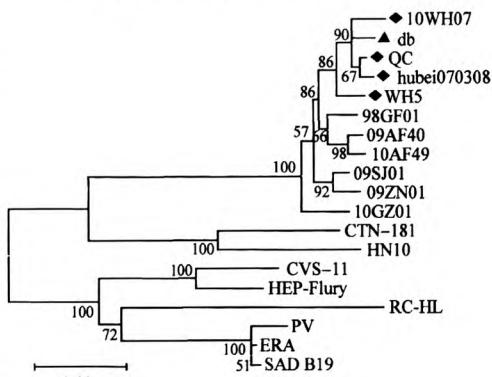 10WH07
90
db
86
QC
67
hubei070308
86
WH5
98GF01
57
66
09AF40
98
10AF49
09SJ01
100
92
09ZN01
10GZ01
CTN-181
100
HN10
CVS-11
100
HEP-Flury
100
RC-HL
72
PV
100
ERA
51
SAD B19